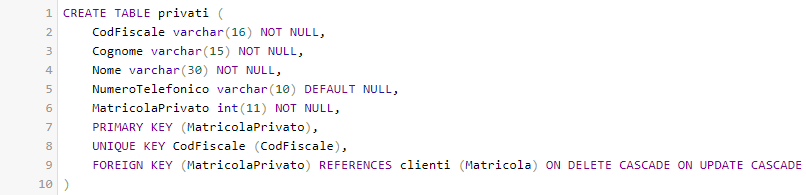 1 CREATE TABLE privati (
2 CodFiscale varchar(16) NOT NULL,
3 Cognome varchar(15) NOT NULL,
4 Nome varchar(30) NOT NULL,
5 NumeroTelefonico varchar(10) DEFAULT NULL,
6 MatricolaPrivato int(11) NOT NULL,
7 PRIMARY KEY (MatricolaPrivato),
8 UNIQUE KEY CodFiscale (CodFiscale),
9 FOREIGN KEY (MatricolaPrivato) REFERENCES clienti (Matricola) ON DELETE CASCADE ON UPDATE CASCADE
10 )